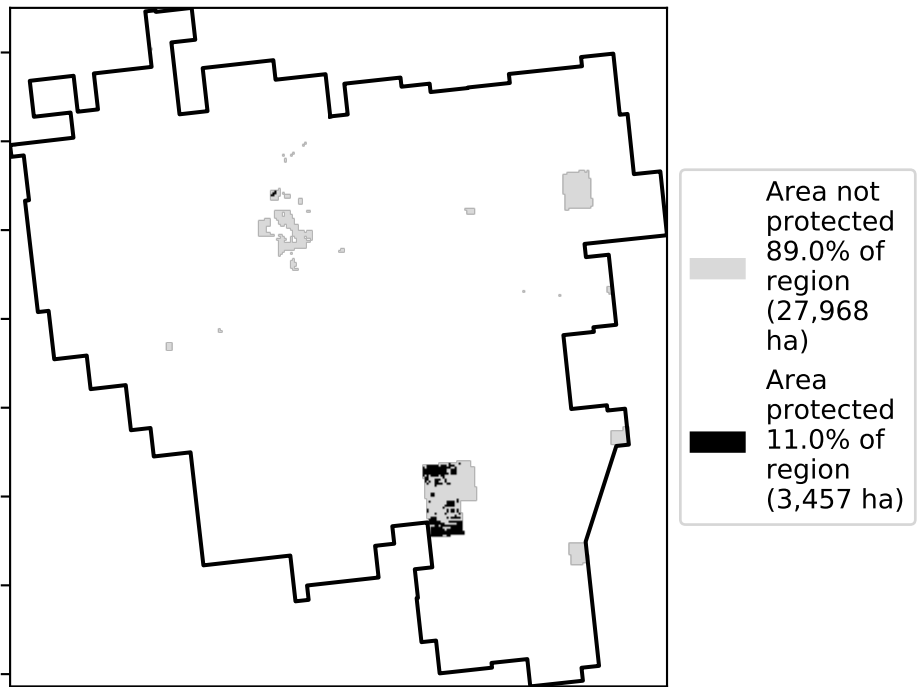 Area not
protected
89.0% of
region
(27,968
ha)
Area
protected
11.0% of
region
(3,457 ha)